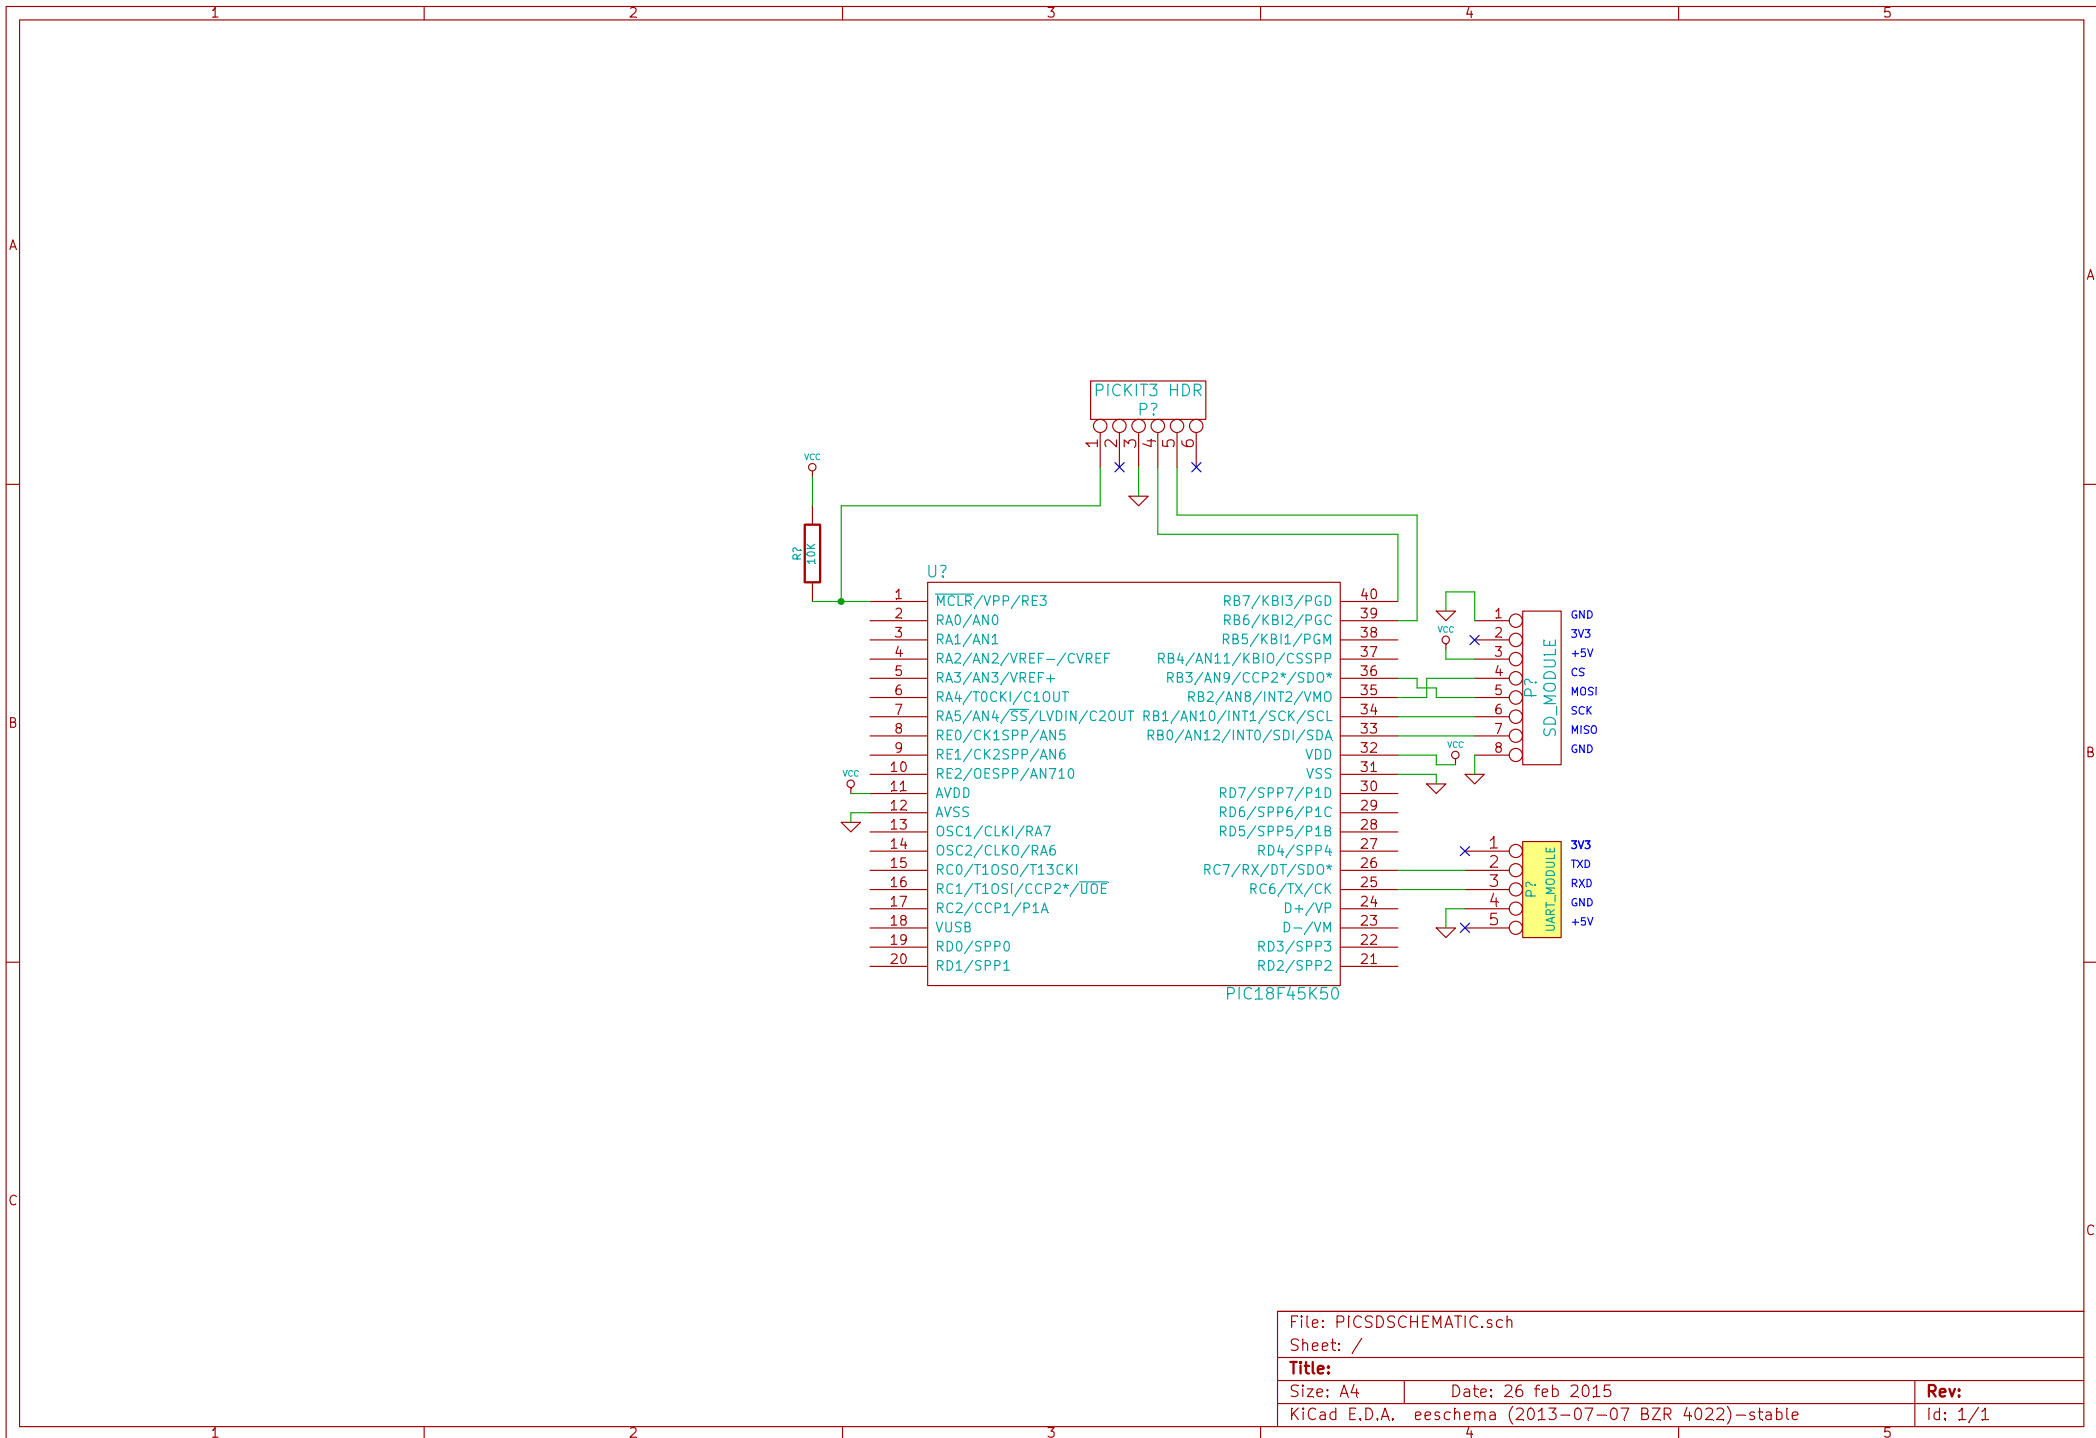 1 2 3 4 5
A A
PICKIT3 HDR
P?
1 2 3 4 5 6
VCC
R?
10K
B B
U?
1 MCLR/VPP/RE3 RB7/KBI3/PGD 40
2 RA0/AN0 RB6/KBI2/PGC 39
3 RA1/AN1 RB5/KBI1/PGM 38
4 RA2/AN2/VREF-/CVREF RB4/AN11/KBIO/CSSPP 37
5 RA3/AN3/VREF+ RB3/AN9/CCP2*/SDO* 36
6 RA4/T0CKI/C1OUT RB2/AN8/INT2/VMO 35
7 RA5/AN4/SS/LVDIN/C2OUT RB1/AN10/INT1/SCK/SCL 34
8 RE0/CK1SPP/AN5 RB0/AN12/INT0/SDI/SDA 33
9 RE1/CK2SPP/AN6 VDD 32
10 RE2/OESPP/AN710 VSS 31
11 AVDD RD7/SPP7/P1D 30
12 AVSS RD6/SPP6/P1C 29
13 OSC1/CLKI/RA7 RD5/SPP5/P1B 28
14 OSC2/CLKO/RA6 RD4/SPP4 27
15 RC0/T1OSO/T13CKI RC7/RX/DT/SDO* 26
16 RC1/T1OSI/CCP2*/UOE RC6/TX/CK 25
17 RC2/CCP1/P1A D+/VP 24
18 VUSB D-/VM 23
19 RD0/SPP0 RD3/SPP3 22
20 RD1/SPP1 RD2/SPP2 21
PIC18F45K50
VCC
VCC
VCC
1 GND
2 3V3
3 +5V
4 CS
5 MOSI
6 SCK
7 MISO
8 GND
P?
SD_MODULE
1 3V3
2 TXD
3 RXD
4 GND
5 +5V
P?
UART_MODULE
C C
File: PICSDSCHEMATIC.sch
Sheet: /
Title:
Size: A4 Date: 26 feb 2015 Rev:
KiCad E.D.A. eeschema (2013-07-07 BZR 4022)-stable Id: 1/1
1 2 3 4 5